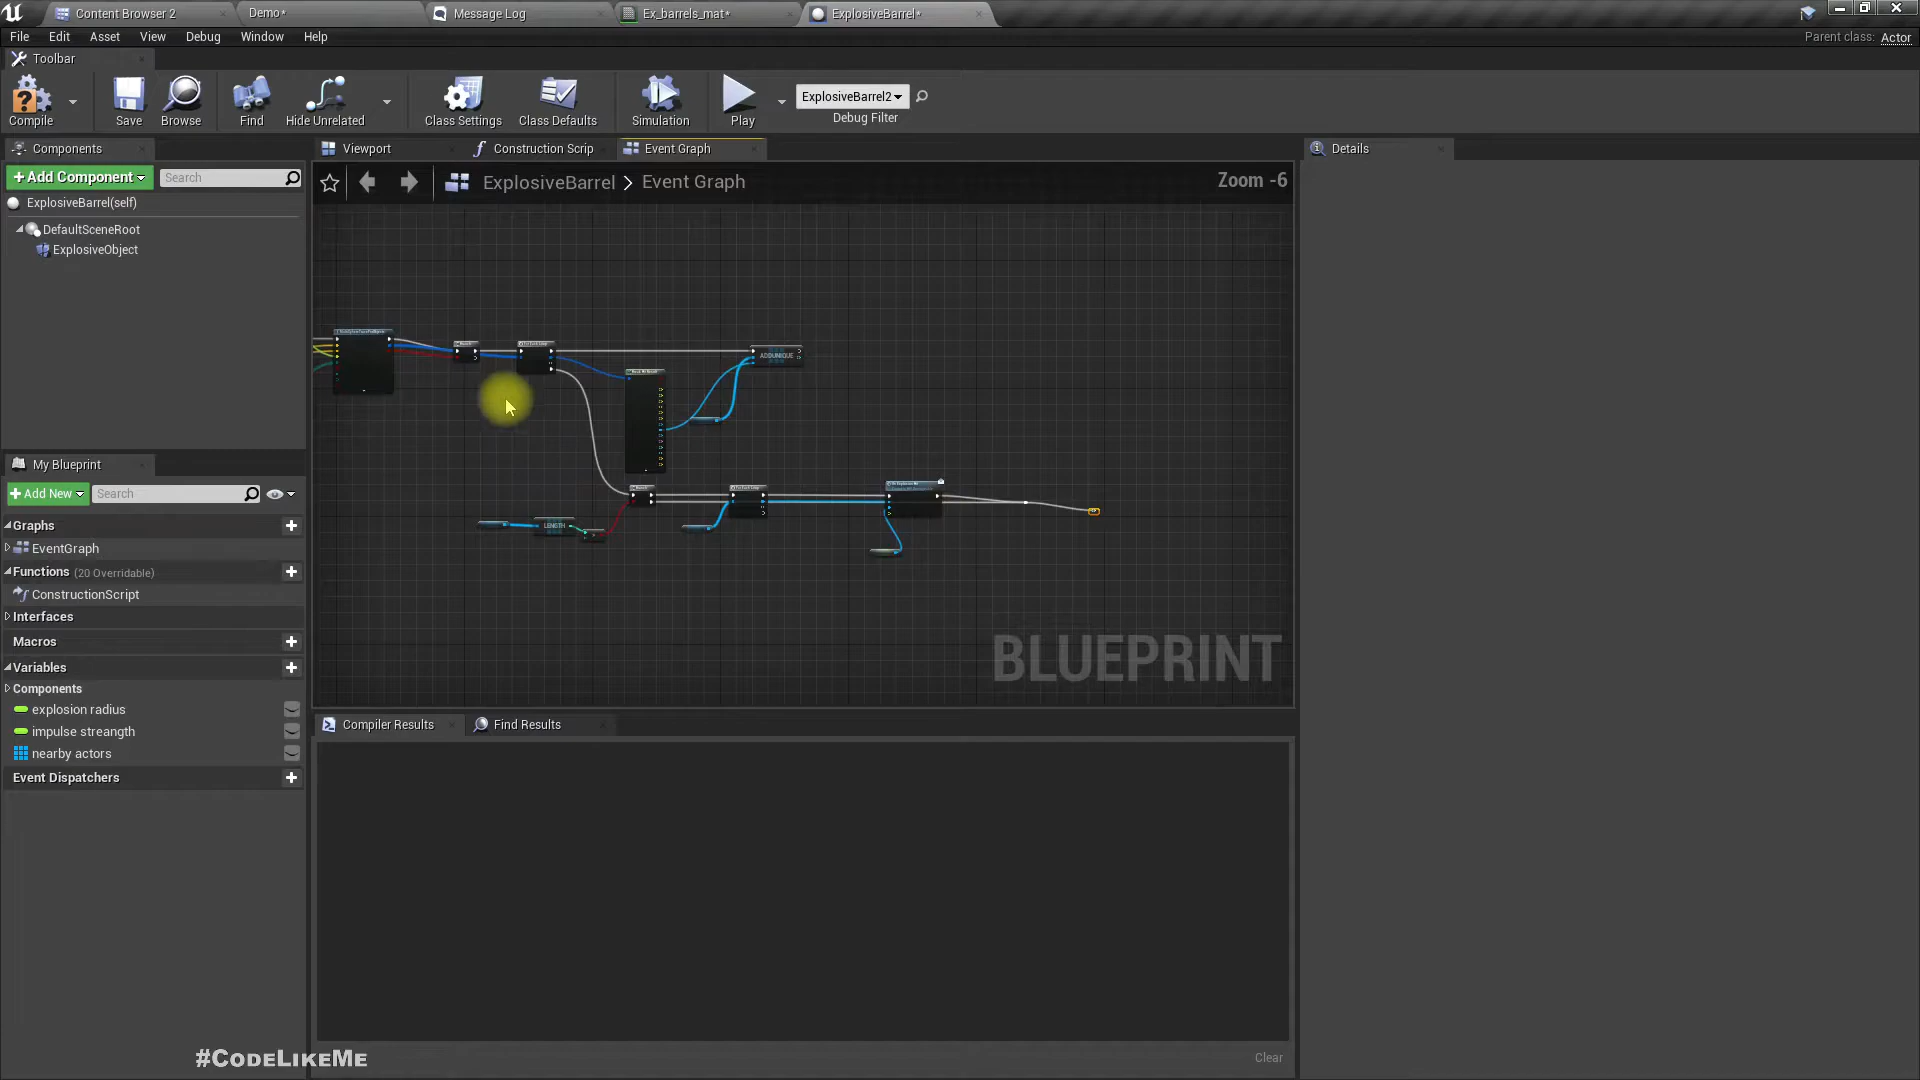 Content Browser 2
Demo*
Message Log
Ex_barrels_mat*
ExplosiveBarrel*
File
Edit
Asset
View
Debug
Window
Help
Parent class: Actor
Toolbar
Compile
Save
Browse
Find
Hide Unrelated
Class Settings
Class Defaults
Simulation
Play
ExplosiveBarrel2
Debug Filter
Components
Viewport
Construction Scrip
Event Graph
Details
+Add Component
Search
ExplosiveBarrel > Event Graph
Zoom -6
ExplosiveBarrel(self)
DefaultSceneRoot
ExplosiveObject
ADDUNIQUE
LENGTH
BLUEPRINT
My Blueprint
+Add New
Search
Graphs
EventGraph
Functions (20 Overridable)
ConstructionScript
Interfaces
Macros
Variables
Components
explosion radius
impulse streangth
nearby actors
Event Dispatchers
Compiler Results
Find Results
Clear
#CodeLikeMe